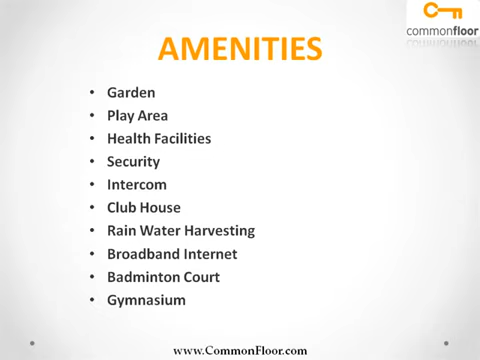 commonfloor
AMENITIES
• Garden
• Play Area
• Health Facilities
• Security
• Intercom
• Club House
• Rain Water Harvesting
• Broadband Internet
• Badminton Court
• Gymnasium
www.CommonFloor.com